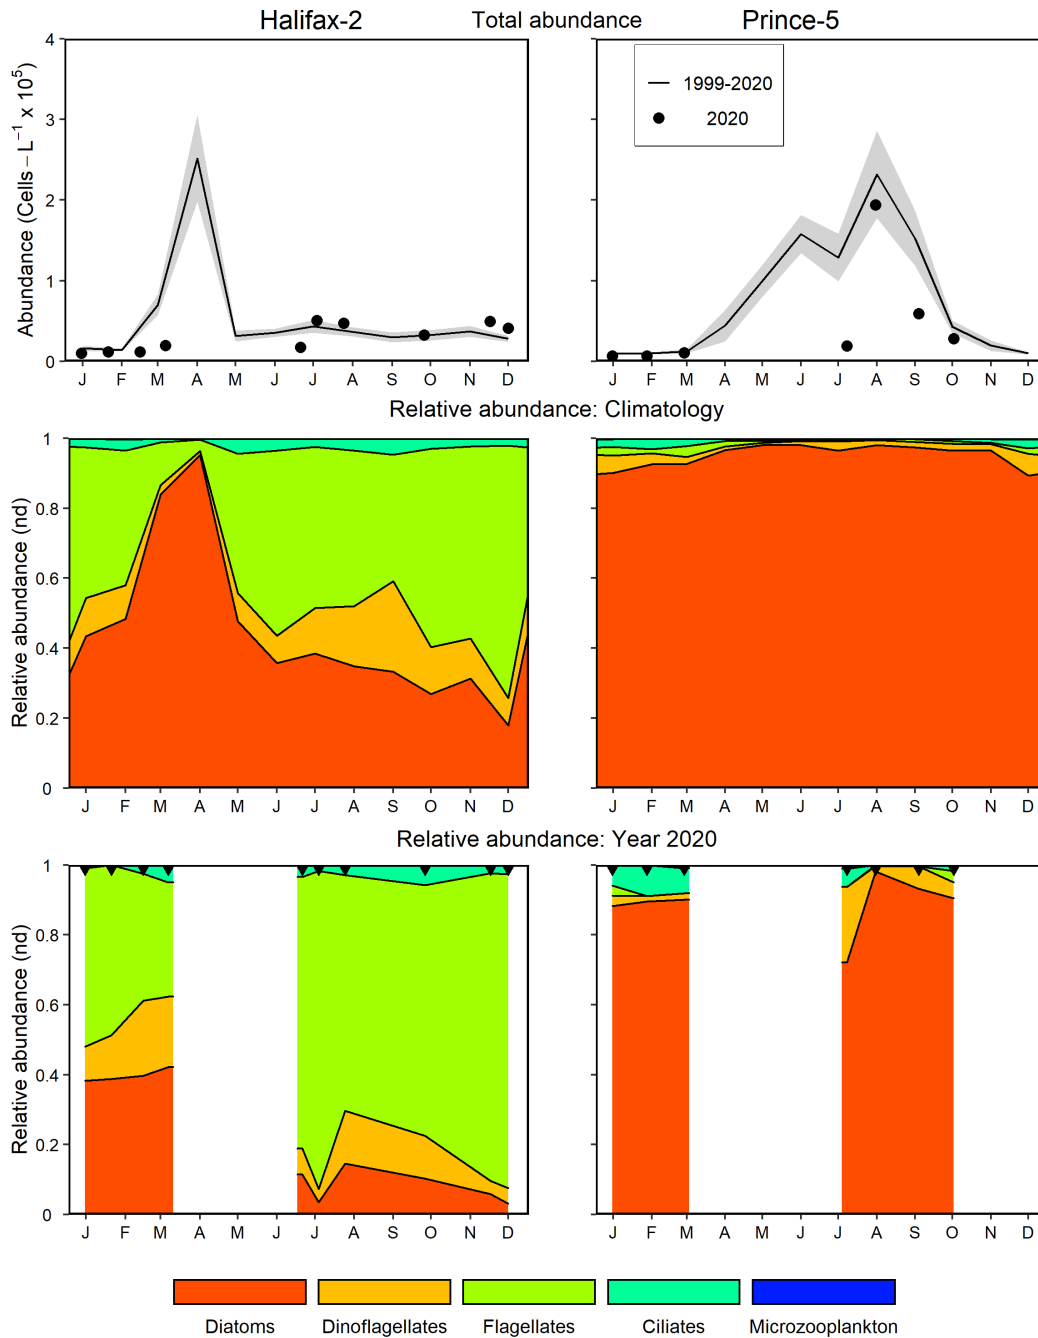 Halifax-2 Total abundance Prince-5
Abundance (Cells – L⁻¹ x 10⁵)
4
3
2
1
0
1999-2020
2020
J F M A M J J A S O N D
J F M A M J J A S O N D
Relative abundance: Climatology
Relative abundance (nd)
1
0.8
0.6
0.4
0.2
0
J F M A M J J A S O N D
J F M A M J J A S O N D
Relative abundance: Year 2020
Relative abundance (nd)
1
0.8
0.6
0.4
0.2
0
J F M A M J J A S O N D
J F M A M J J A S O N D
Diatoms Dinoflagellates Flagellates Ciliates Microzooplankton